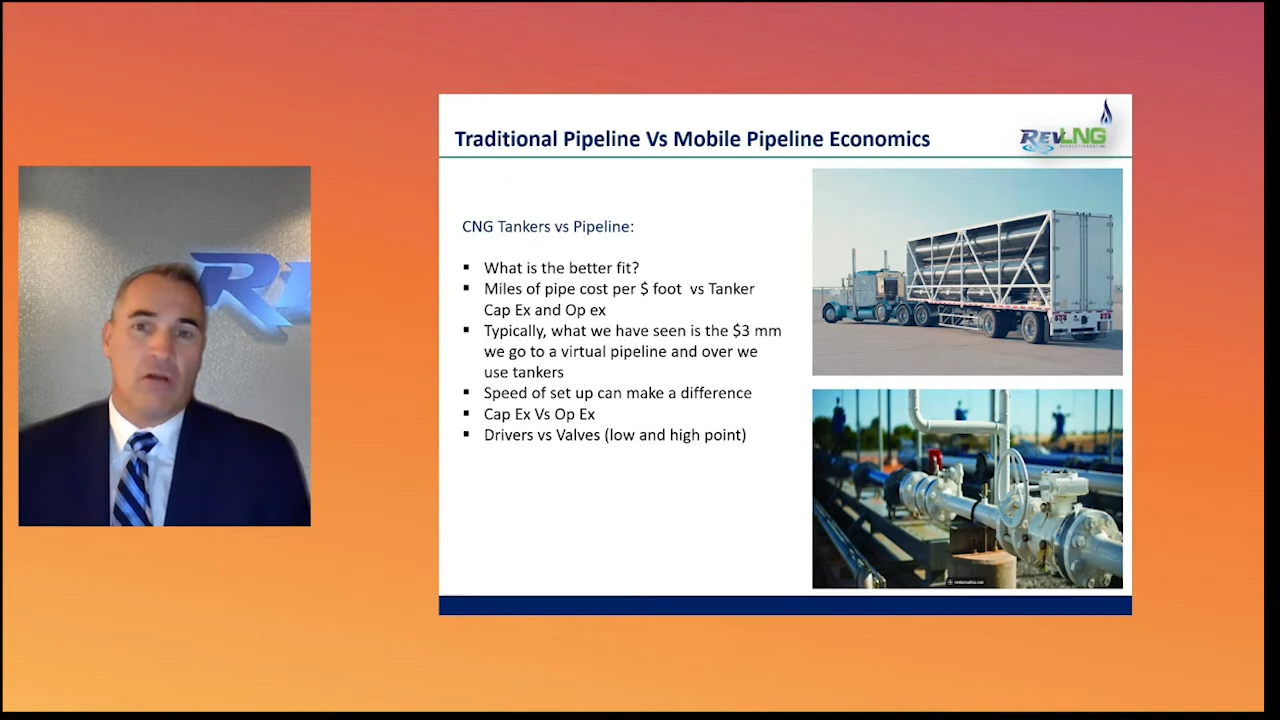 Traditional Pipeline Vs Mobile Pipeline Economics
REVLNG
CNG Tankers vs Pipeline:
▪ What is the better fit?
▪ Miles of pipe cost per $ foot vs Tanker
Cap Ex and Op ex
▪ Typically, what we have seen is the $3 mm
we go to a virtual pipeline and over we
use tankers
▪ Speed of set up can make a difference
▪ Cap Ex Vs Op Ex
▪ Drivers vs Valves (low and high point)